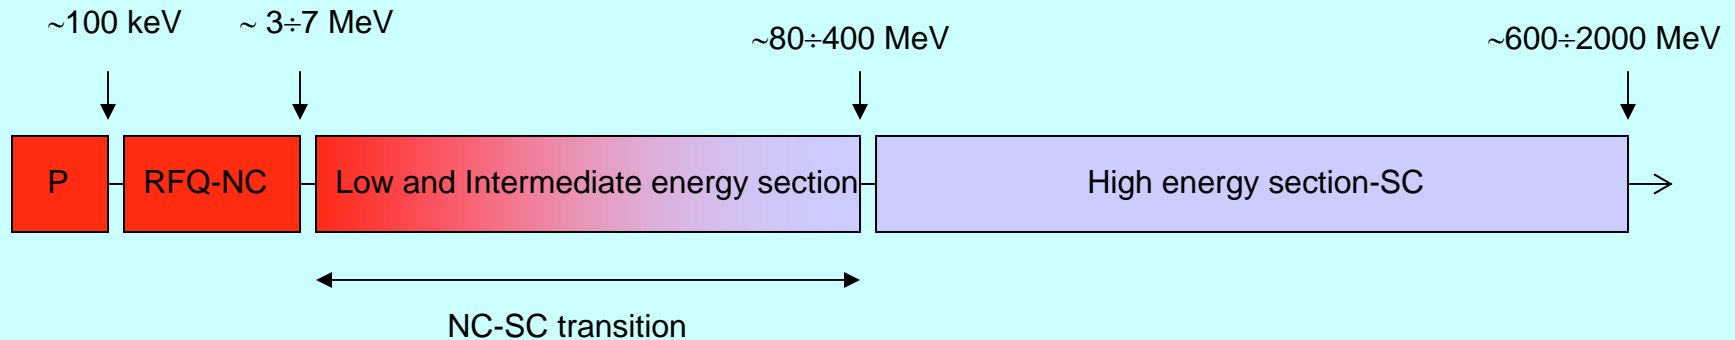 ~100 keV
~ 3÷7 MeV
~80÷400 MeV
~600÷2000 MeV
P
RFQ-NC
Low and Intermediate energy section
High energy section-SC
NC-SC transition